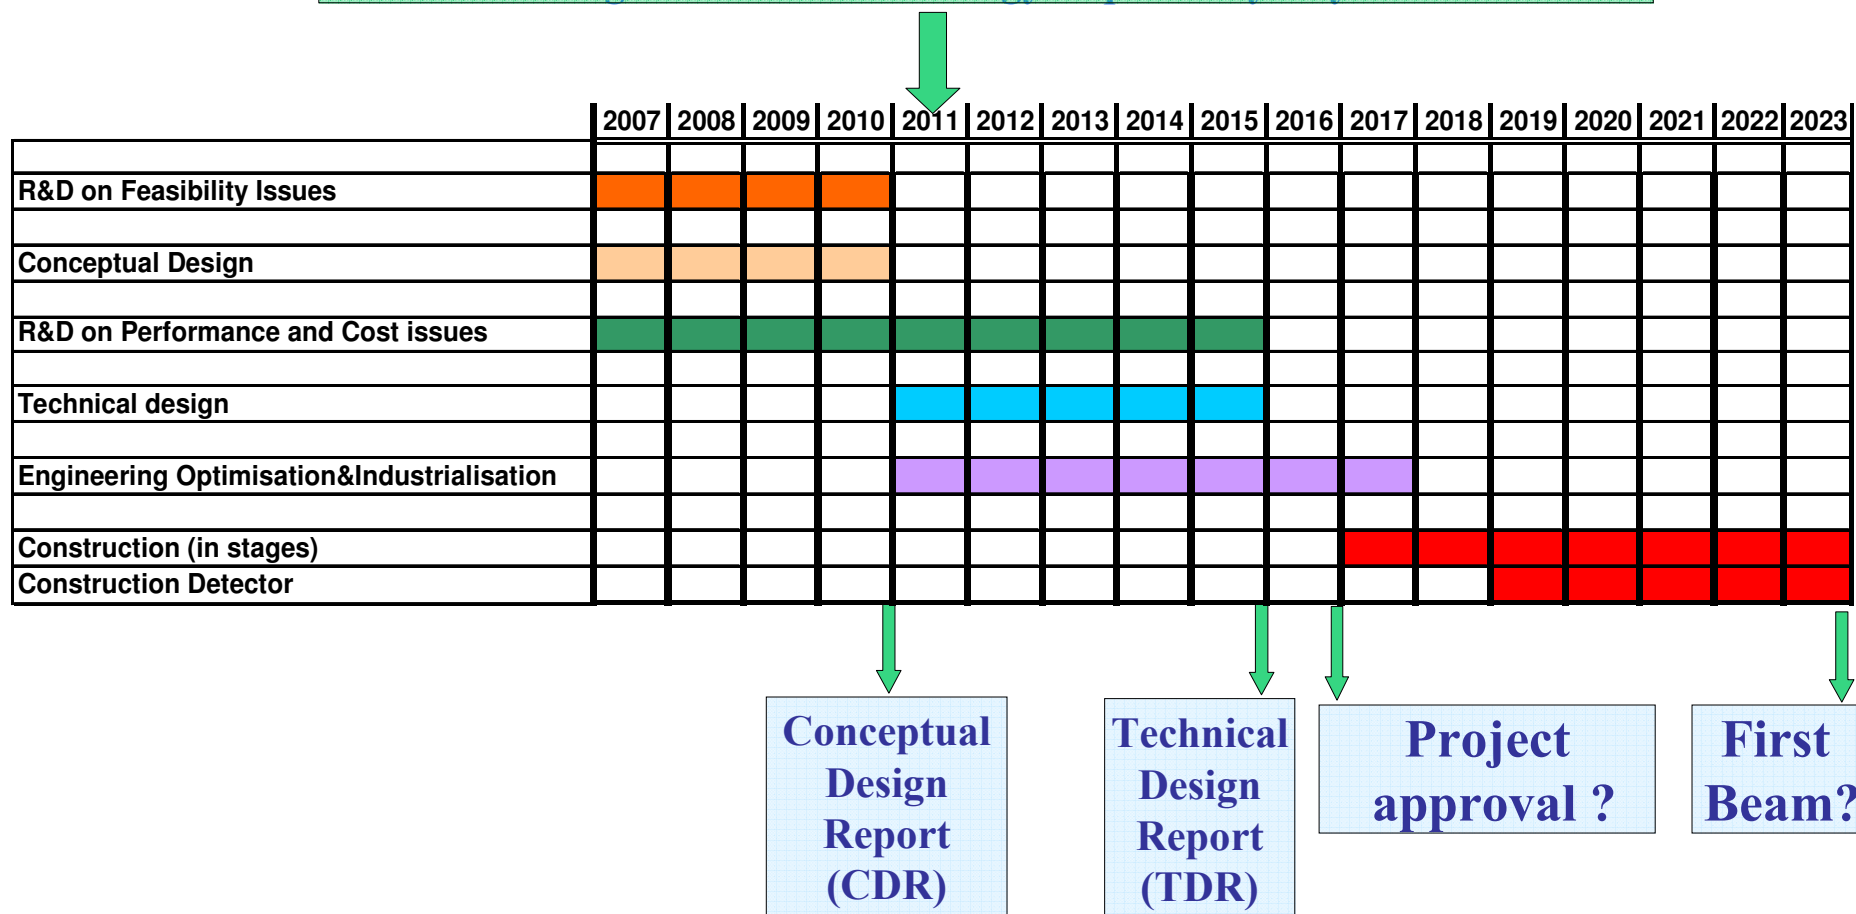 2007 2008 2009 2010 2011 2012 2013 2014 2015 2016 2017 2018 2019 2020 2021 2022 2023
R&D on Feasibility Issues
Conceptual Design
R&D on Performance and Cost issues
Technical design
Engineering Optimisation&Industrialisation
Construction (in stages)
Construction Detector
Conceptual
Design
Report
(CDR)
Technical
Design
Report
(TDR)
Project
approval ?
First
Beam?